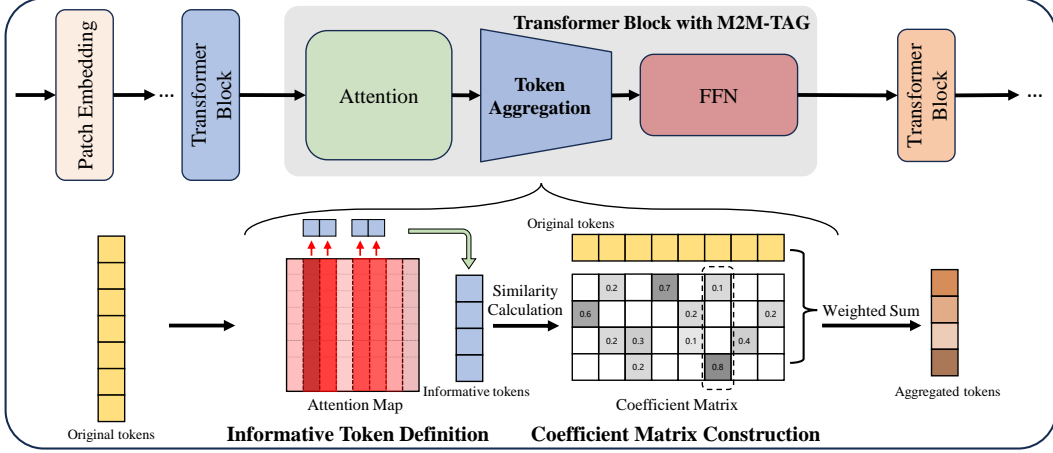 Transformer Block with M2M-TAG
Patch Embedding
...
Transformer
Block
Attention
Token
Aggregation
FFN
Transformer
Block
...
Original tokens
Attention Map
Informative tokens
Informative Token Definition
Similarity
Calculation
Original tokens
0.2
0.7
0.1
0.6
0.2
0.2
0.2
0.3
0.1
0.4
0.2
0.8
Coefficient Matrix
Coefficient Matrix Construction
Weighted Sum
Aggregated tokens